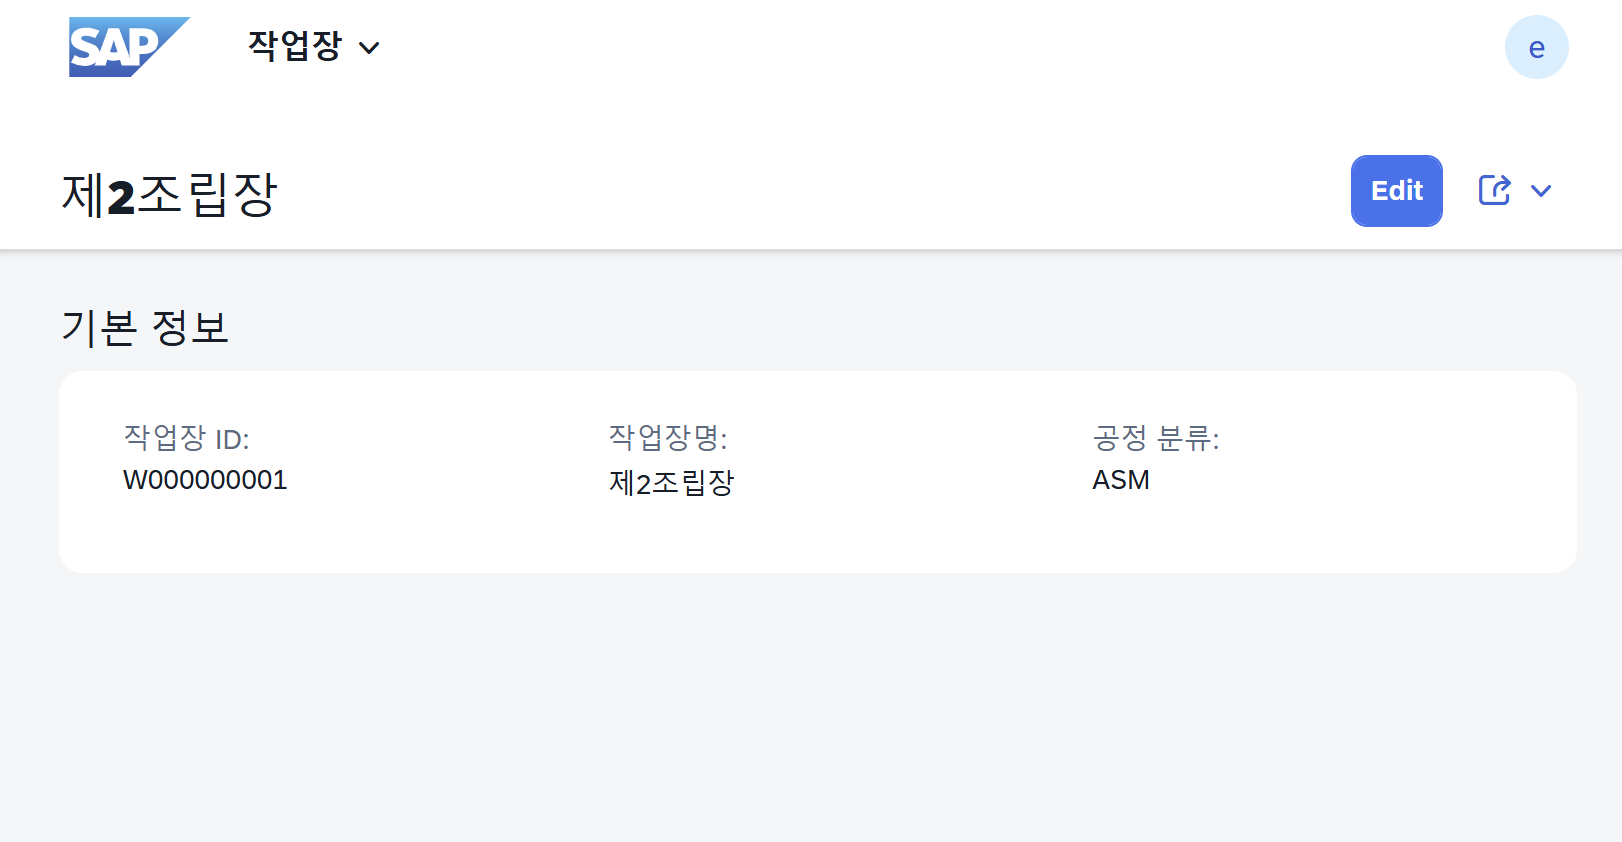 SAP
작업장
e
제2조립장
Edit
기본 정보
작업장 ID:
W000000001
작업장명:
제2조립장
공정 분류:
ASM